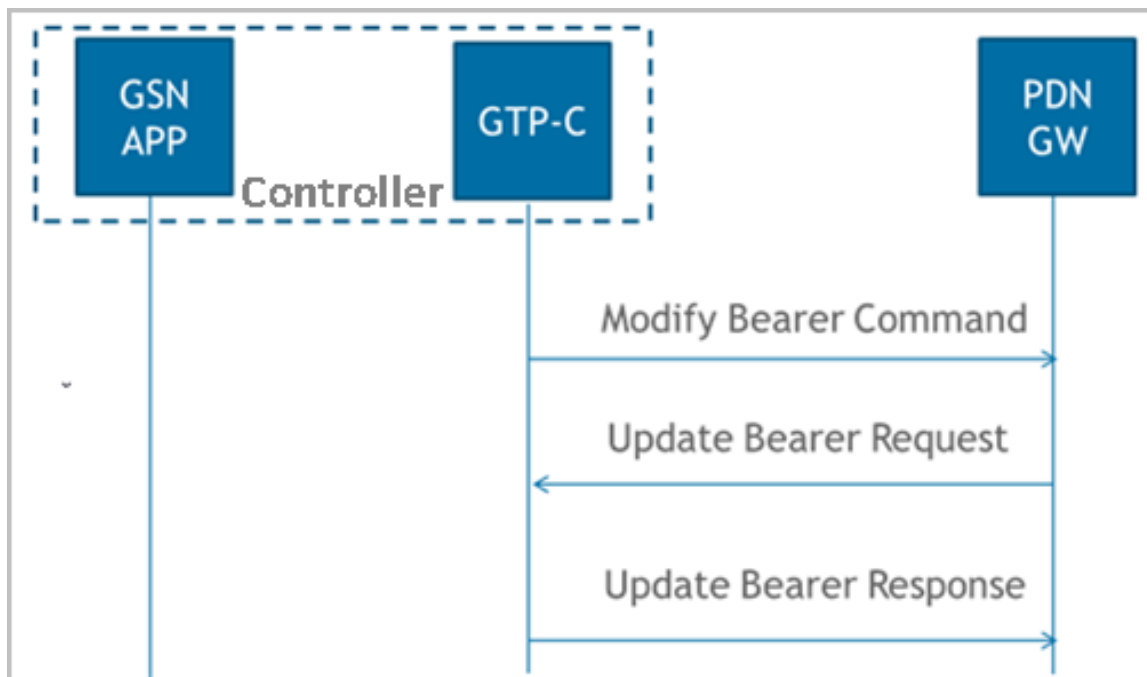 GSN
APP
GTP-C
PDN
GW
Controller
Modify Bearer Command
Update Bearer Request
Update Bearer Response